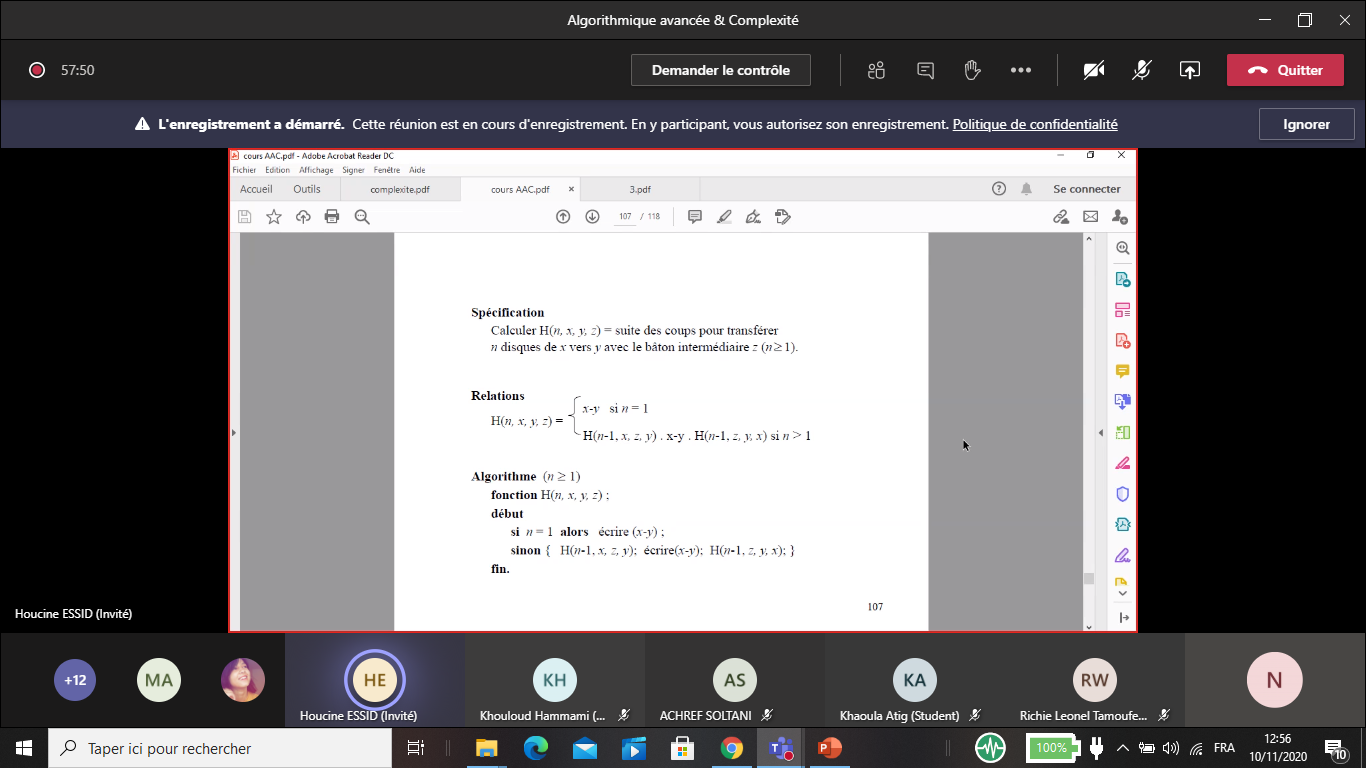 Algorithmique avancée & Complexité
57:50
Demander le contrôle
Quitter
L'enregistrement a démarré. Cette réunion est en cours d'enregistrement. En y participant, vous autorisez son enregistrement. Politique de confidentialité
Ignorer
cours AAC.pdf - Adobe Acrobat Reader DC
Fichier Edition Affichage Signer Fenêtre Aide
Accueil Outils complexite.pdf cours AAC.pdf × 3.pdf Se connecter
107 / 118
Spécification
Calculer H(n, x, y, z) = suite des coups pour transférer
n disques de x vers y avec le bâton intermédiaire z (n ≥ 1).
Relations
x-y si n = 1
H(n, x, y, z) =
H(n-1, x, z, y) . x-y . H(n-1, z, y, x) si n > 1
Algorithme (n ≥ 1)
fonction H(n, x, y, z) ;
début
si n = 1 alors écrire (x-y) ;
sinon { H(n-1, x, z, y); écrire(x-y); H(n-1, z, y, x); }
fin.
107
Houcine ESSID (Invité)
+12 MA HE KH AS KA RW N
Houcine ESSID (Invité) Khouloud Hammami (... ACHREF SOLTANI Khaoula Atig (Student) Richie Leonel Tamoufe...
Taper ici pour rechercher
100%
FRA
12:56
10/11/2020
10